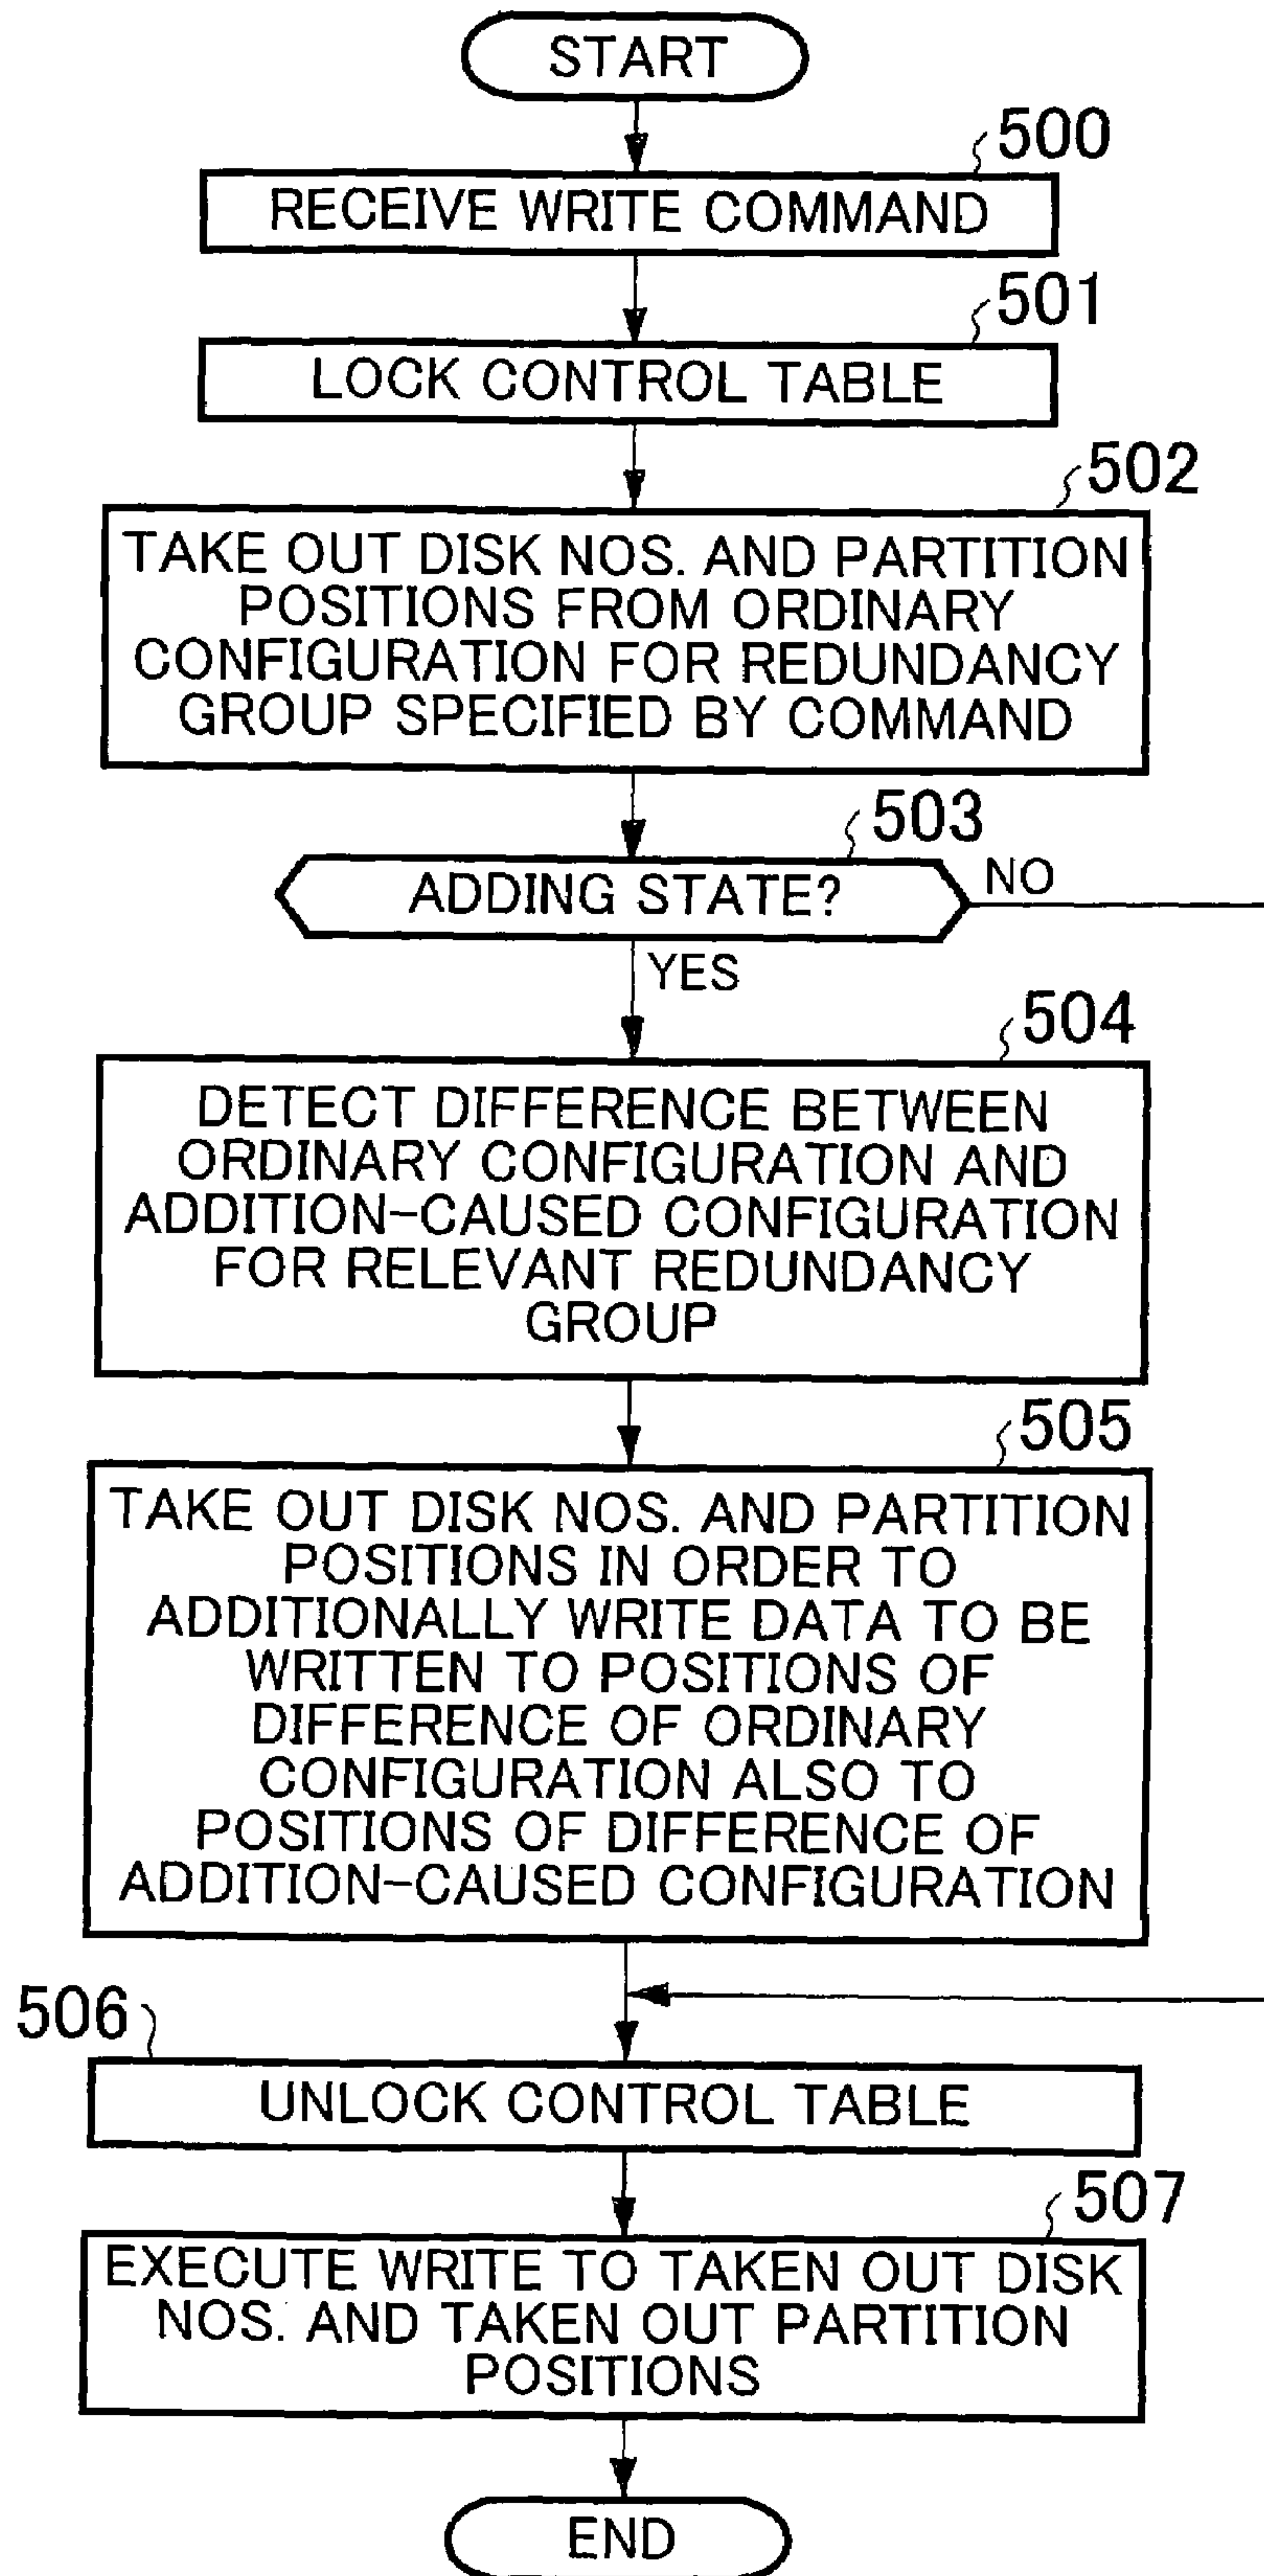 START
500
RECEIVE WRITE COMMAND
501
LOCK CONTROL TABLE
502
TAKE OUT DISK NOS. AND PARTITION
POSITIONS FROM ORDINARY
CONFIGURATION FOR REDUNDANCY
GROUP SPECIFIED BY COMMAND
503
ADDING STATE?
NO
YES
504
DETECT DIFFERENCE BETWEEN
ORDINARY CONFIGURATION AND
ADDITION-CAUSED CONFIGURATION
FOR RELEVANT REDUNDANCY
GROUP
505
TAKE OUT DISK NOS. AND PARTITION
POSITIONS IN ORDER TO
ADDITIONALLY WRITE DATA TO BE
WRITTEN TO POSITIONS OF
DIFFERENCE OF ORDINARY
CONFIGURATION ALSO TO
POSITIONS OF DIFFERENCE OF
ADDITION-CAUSED CONFIGURATION
506
UNLOCK CONTROL TABLE
507
EXECUTE WRITE TO TAKEN OUT DISK
NOS. AND TAKEN OUT PARTITION
POSITIONS
END